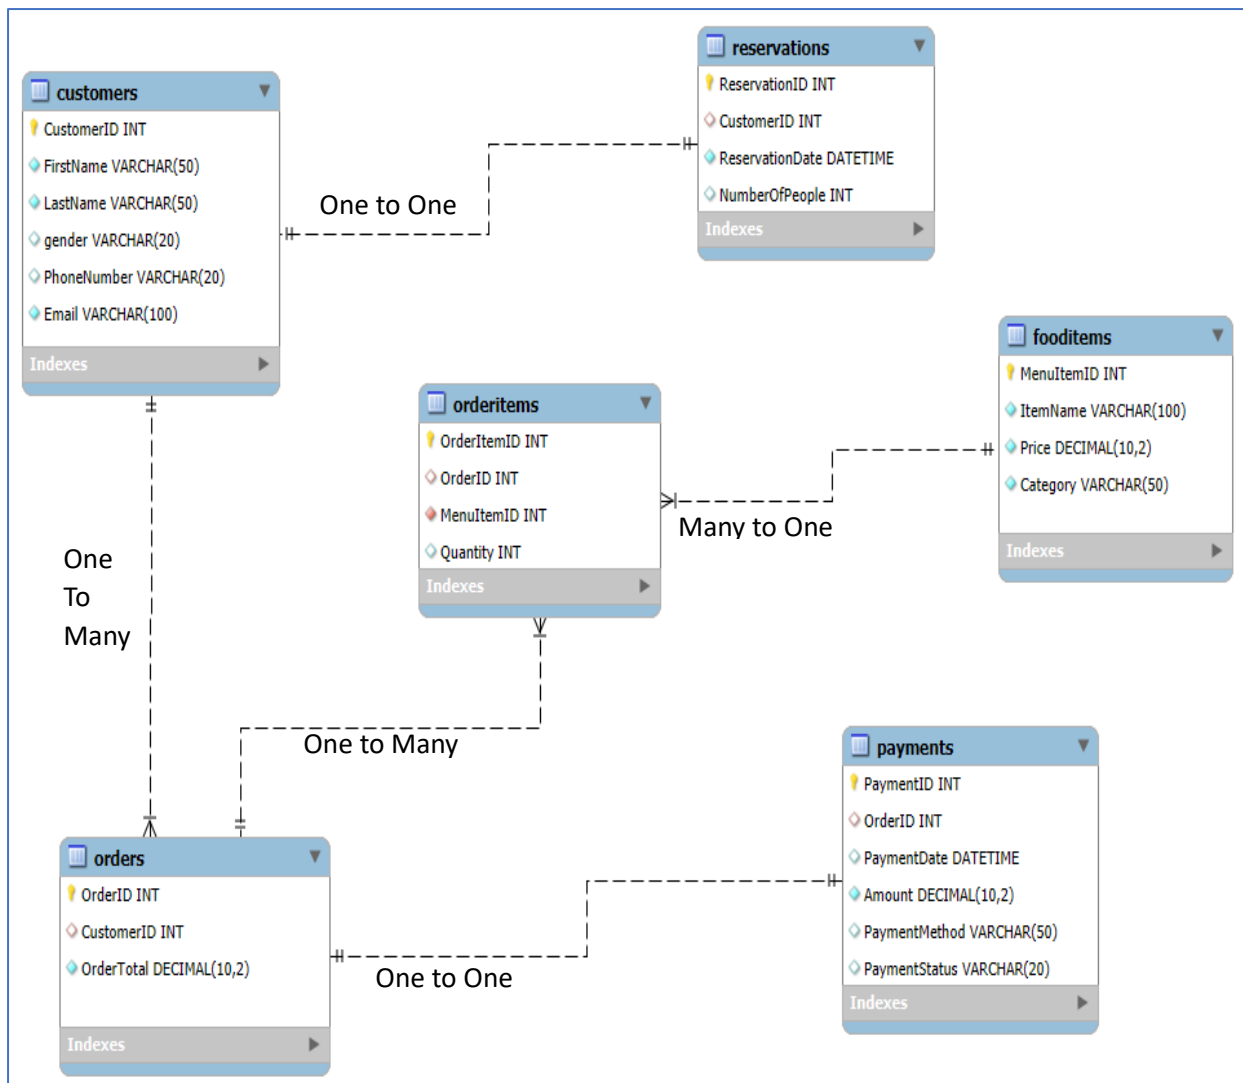 customers
CustomerID INT
FirstName VARCHAR(50)
LastName VARCHAR(50)
gender VARCHAR(20)
PhoneNumber VARCHAR(20)
Email VARCHAR(100)
Indexes
One to One
reservations
ReservationID INT
CustomerID INT
ReservationDate DATETIME
NumberOfPeople INT
Indexes
fooditems
MenuItemID INT
ItemName VARCHAR(100)
Price DECIMAL(10,2)
Category VARCHAR(50)
Indexes
orderitems
OrderItemID INT
OrderID INT
MenuItemID INT
Quantity INT
Indexes
Many to One
One
To
Many
One to Many
orders
OrderID INT
CustomerID INT
OrderTotal DECIMAL(10,2)
Indexes
One to One
payments
PaymentID INT
OrderID INT
PaymentDate DATETIME
Amount DECIMAL(10,2)
PaymentMethod VARCHAR(50)
PaymentStatus VARCHAR(20)
Indexes